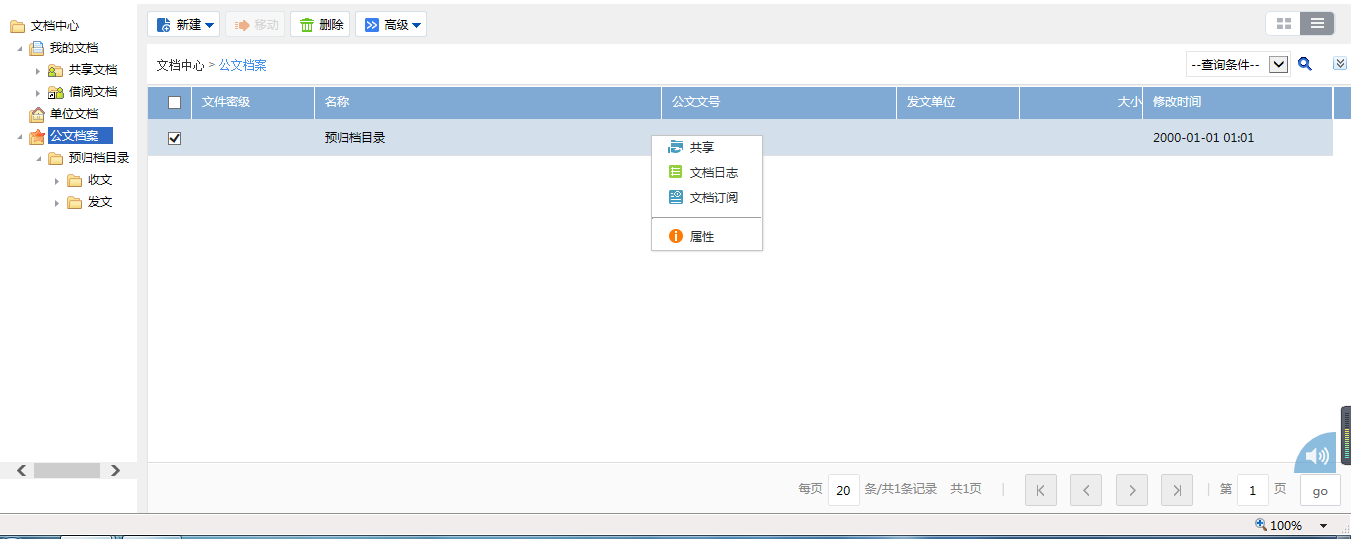 文档中心
我的文档
共享文档
借阅文档
单位文档
公文档案
预归档目录
收文
发文
新建 移动 删除 高级
文档中心 > 公文档案
--查询条件--
文件密级 名称 公文文号 发文单位 大小 修改时间
预归档目录 2000-01-01 01:01
共享
文档日志
文档订阅
属性
每页 20 条/共1条记录 共1页 | | 第 1 页 go
100%